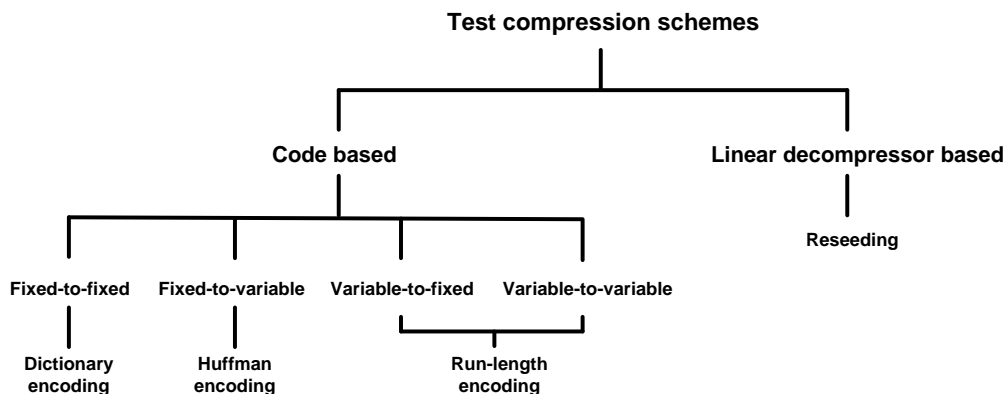 Test compression schemes
Code based
Linear decompressor based
Reseeding
Fixed-to-fixed
Fixed-to-variable
Variable-to-fixed
Variable-to-variable
Dictionary
encoding
Huffman
encoding
Run-length
encoding